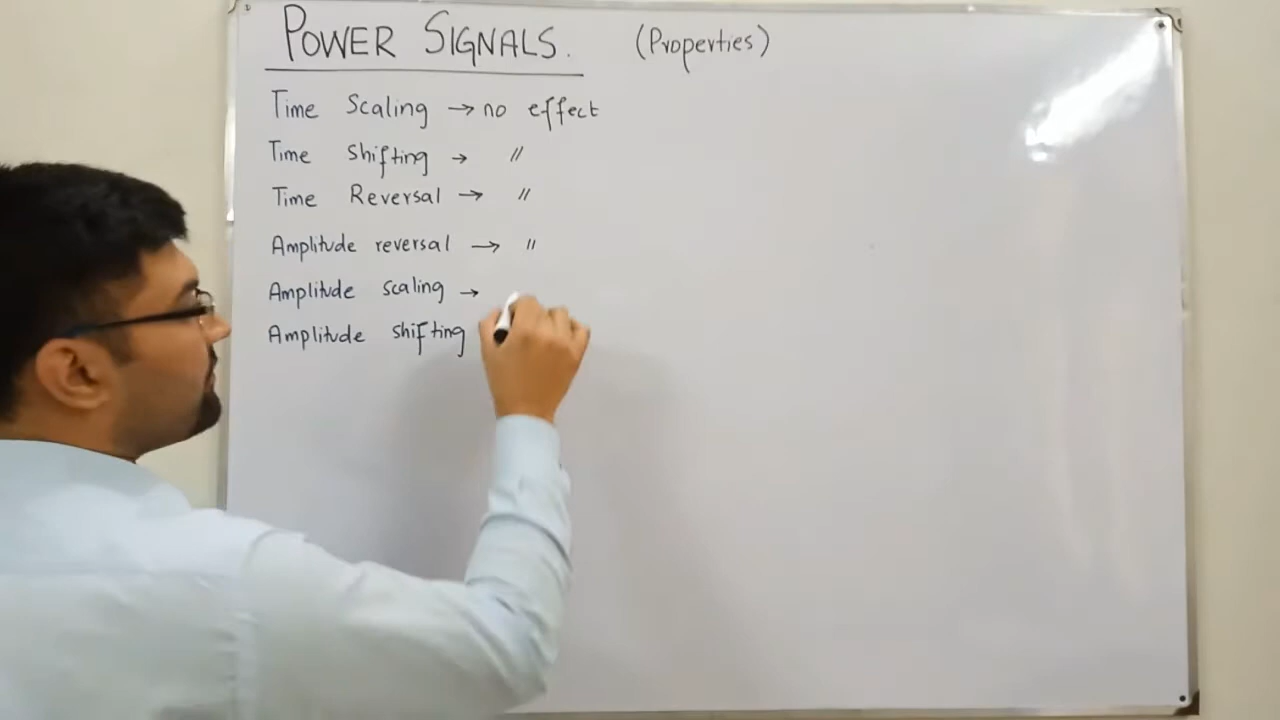 POWER SIGNALS. (Properties)
Time Scaling → no effect
Time Shifting → "
Time Reversal → "
Amplitude reversal → "
Amplitude scaling →
Amplitude shifting